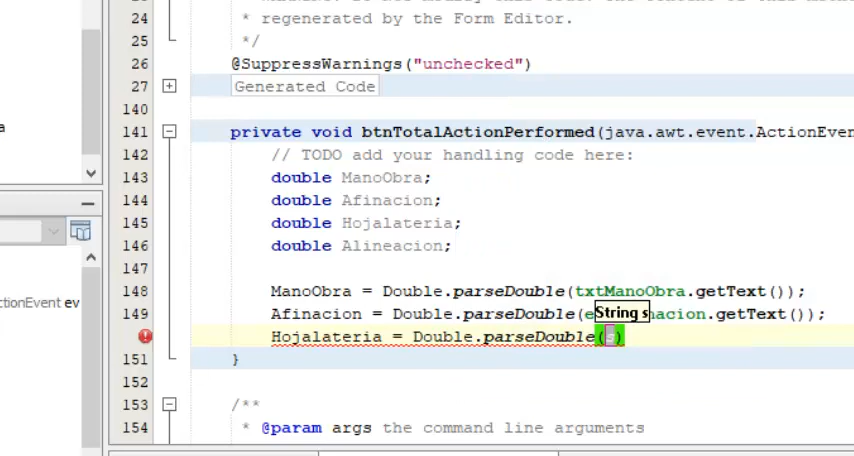 24 * regenerated by the Form Editor.
25 */
26 @SuppressWarnings("unchecked")
27 Generated Code
140
141 private void btnTotalActionPerformed(java.awt.event.ActionEven
142 // TODO add your handling code here:
143 double ManoObra;
144 double Afinacion;
145 double Hojalateria;
146 double Alineacion;
147
148 ManoObra = Double.parseDouble(txtManoObra.getText());
149 Afinacion = Double.parseDouble(e nacion.getText());
String s
Hojalateria = Double.parseDouble(s)
151 }
152
153 /**
154 * @param args the command line arguments
a
ctionEvent ev